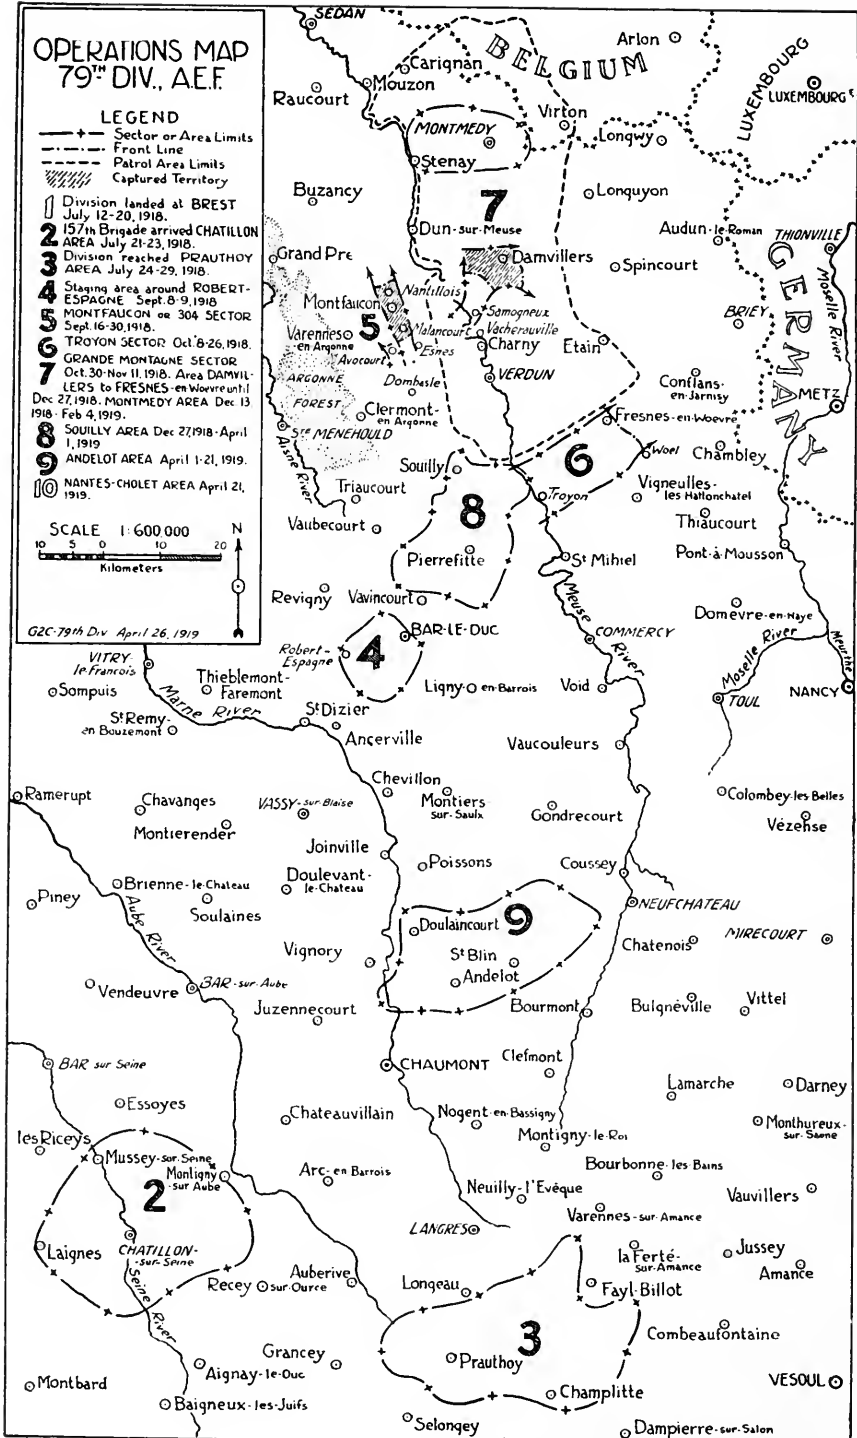 OPERATIONS MAP
79TH DIV., A.E.F.
LEGEND
Sector or Area Limits
Front Line
Patrol Area Limits
Captured Territory
1 Division landed at BREST
July 12-20, 1918.
2 157th Brigade arrived CHATILLON
AREA July 21-23, 1918.
3 Division reached PRAUTHOY
AREA July 24-29, 1918.
4 Staging area around ROBERT-
ESPAGNE Sept. 8-9, 1918
5 MONTFAUCON or 304 SECTOR
Sept. 16-30, 1918.
6 TROYON SECTOR Oct. 8-26, 1918.
7 GRANDE MONTAGNE SECTOR
Oct. 30-Nov 11, 1918. Area DAMVIL-
LERS to FRESNES-en Woevre until
Dec 27, 1918. MONTMEDY AREA Dec 13
1918-Feb 4, 1919.
8 SOUILLY AREA Dec 27, 1918-April
1, 1919
9 ANDELOT AREA April 1-21, 1919.
10 NANTES-CHOLET AREA April 21,
1919.
SCALE 1:600,000
N
10 5 0 10 20
Kilometers
G2C-79th Div April 26, 1919
SEDAN
BELGIUM
Arlon
LUXEMBOURG
LUXEMBOURG
Carignan
Mouzon
Raucourt
MONTMEDY
Virton
Longwy
Stenay
7
Buzancy
Longuyon
Dun-sur-Meuse
Audun-le-Roman
THIONVILLE
Grand Pre
Damvillers
Spincourt
GERMANY
Moselle River
Nantillois
Montfaucon
5
Samogneux
BRIEY
Varennes
en Argonne
Malancourt
Vacherauville
Avocourt
Esnes
Charny
Etain
ARGONNE
FOREST
Dombasle
VERDUN
Conflans
en-Jarnisy
METZ
Clermont-
en Argonne
Ste MENEHOULD
Aisne River
Fresnes-en-Woevre
6
Woel
Chambley
Souilly
Troyon
Vigneulles-
les Hattonchatel
Triaucourt
8
Thiaucourt
Vaubecourt
Pierrefitte
St Mihiel
Pont-à-Mousson
Revigny
Vavincourt
Meuse River
Domèvre-en-Haye
BAR-LE-DUC
COMMERCY
Moselle River
Meurthe
Robert-
Espagne
4
VITRY-
le-Francois
Sompuis
Thieblemont-
Faremont
Ligny-en-Barrois
Void
TOUL
NANCY
Marne River
St Remy-
en Bouzemont
St Dizier
Ancerville
Vaucouleurs
Ramerupt
Chavanges
Chevillon
Montiers
sur-Saulx
Colombey-les-Belles
VASSY-sur-Blaise
Gondrecourt
Vézense
Montierender
Joinville
Poissons
Coussey
Piney
Brienne-le-Chateau
Doulevant-
le-Chateau
Soulaines
Aube River
NEUFCHATEAU
9
Doulaincourt
Chatenois
MIRECOURT
Vignory
St Blin
Andelot
Vendeuvre
BAR-sur-Aube
Juzennecourt
Bourmont
Bulgnéville
Vittel
CHAUMONT
Clefmont
BAR sur Seine
Lamarche
Darney
Essoyes
Chateauvillain
Nogent-en-Bassigny
Monthureux-
sur-Saone
les Riceys
Montigny-le-Roi
Mussey-sur-Seine
Montigny
-sur Aube
2
Arc-en-Barrois
Bourbonne-les-Bains
Neuilly-l'Evêque
Vauvillers
Varennes-sur-Amance
LANGRES
Laignes
CHATILLON-
-sur-Seine
la Ferté-
sur-Amance
Jussey
Amance
Seine River
Recey-sur-Ource
Auberive
Longeau
Fayl-Billot
Combeaufontaine
3
Prauthoy
Grancey
Aignay-le-Duc
Montbard
VESOUL
Champlitte
Baigneux-les-Juifs
Selongey
Dampierre-sur-Salon